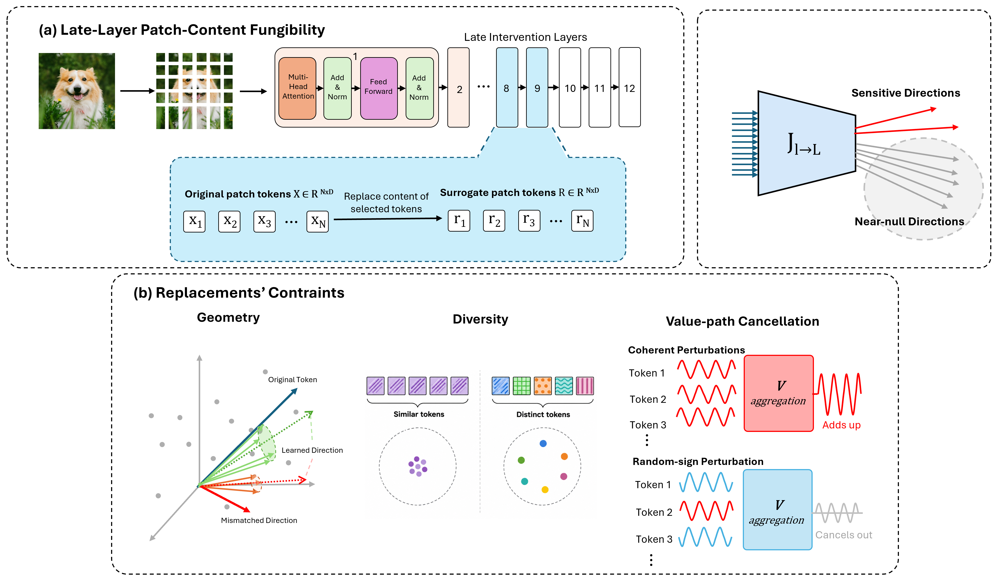 (a) Late-Layer Patch-Content Fungibility
Late Intervention Layers
1
Multi-
Head
Attention
Add
&
Norm
Feed
Forward
Add
&
Norm
2
...
8
9
10
11
12
Original patch tokens X ∈ R NxD
Replace content of
selected tokens
Surrogate patch tokens R ∈ R NxD
x1
x2
x3
...
xN
r1
r2
r3
...
rN
Jl→L
Sensitive Directions
Near-null Directions
(b) Replacements’ Contraints
Geometry
Original Token
Learned Direction
Mismatched Direction
Diversity
Similar tokens
Distinct tokens
Value-path Cancellation
Coherent Perturbations
Token 1
Token 2
Token 3
⋮
V
aggregation
Adds up
Random-sign Perturbation
Token 1
Token 2
Token 3
⋮
V
aggregation
Cancels out